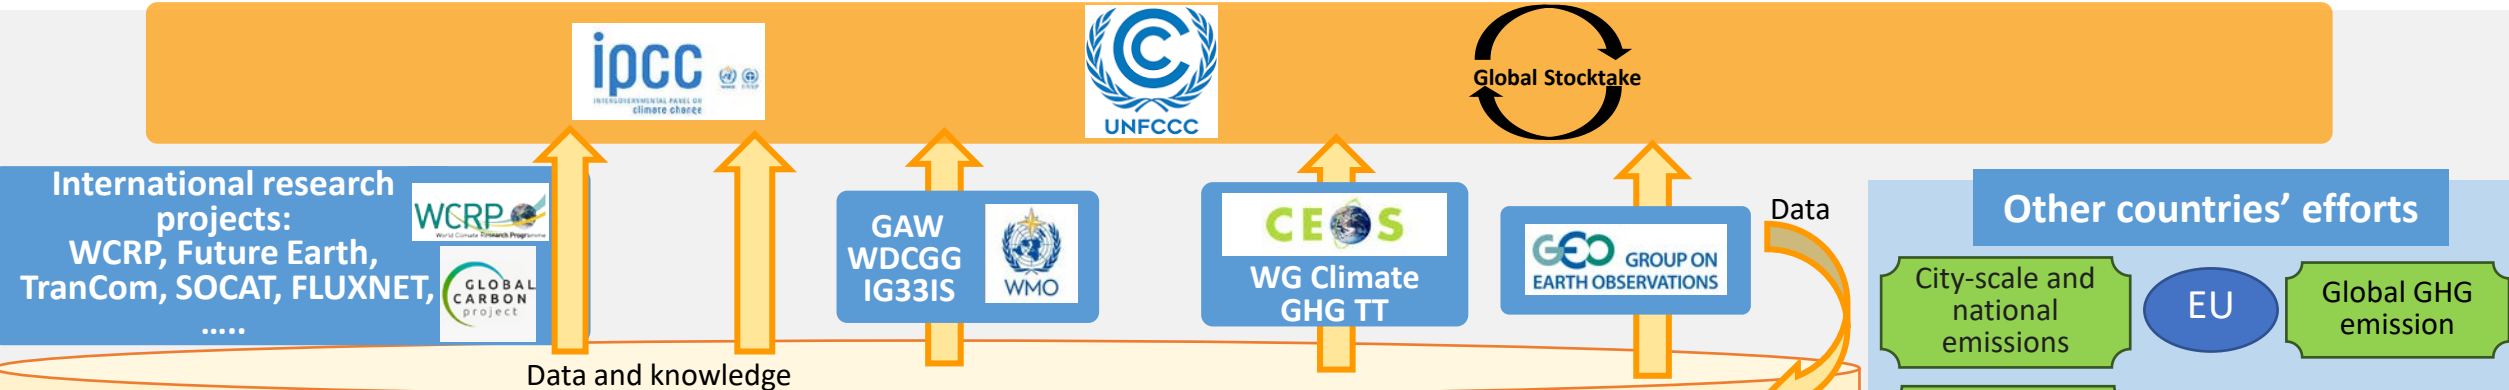 ipcc
INTERGOVERNMENTAL PANEL ON
climate change
UNFCCC
Global Stocktake
International research
projects:
WCRP, Future Earth,
TranCom, SOCAT, FLUXNET,
.....
WCRP
World Climate Research Programme
GLOBAL
CARBON
project
GAW
WDCGG
IG33IS
WMO
CEOS
WG Climate
GHG TT
GEO GROUP ON
EARTH OBSERVATIONS
Data
Other countries’ efforts
City-scale and
national
emissions
EU
Global GHG
emission
Data and knowledge